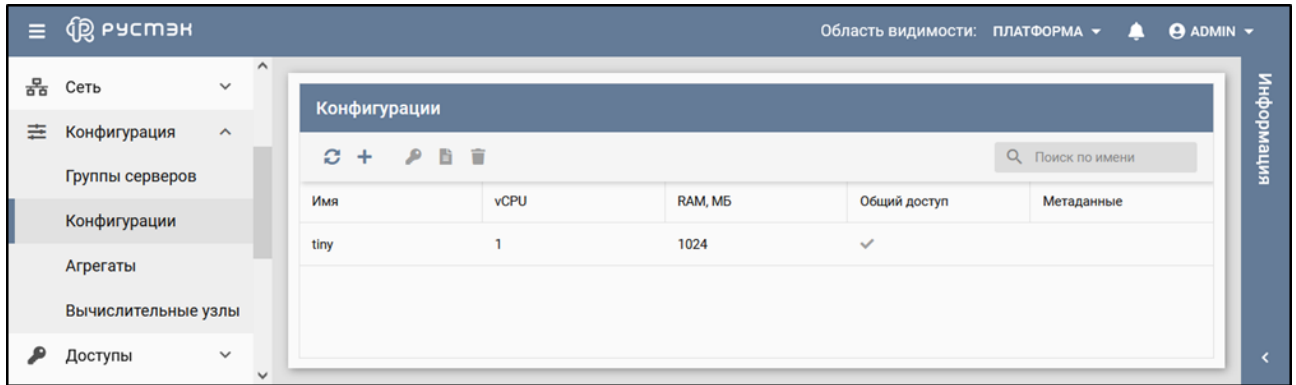 РУСТЭК
Область видимости: ПЛАТФОРМА
ADMIN
Сеть
Конфигурация
Группы серверов
Конфигурации
Агрегаты
Вычислительные узлы
Доступы
Конфигурации
Поиск по имени
Имя vCPU RAM, МБ Общий доступ Метаданные
tiny 1 1024
Информация